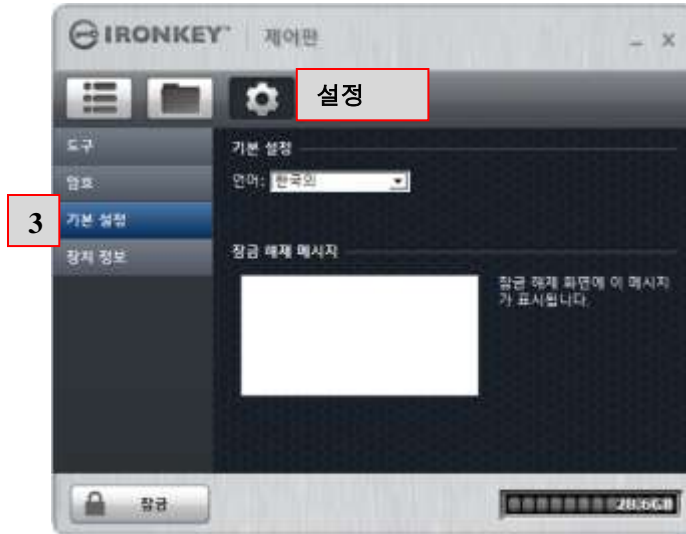 IRONKEY™ 제어판
설정
도구
암호
3
기본 설정
장치 정보
기본 설정
언어: 한국의
잠금 해제 메시지
잠금 해제 화면에 이 메시지
가 표시됩니다.
잠금
28.6GB